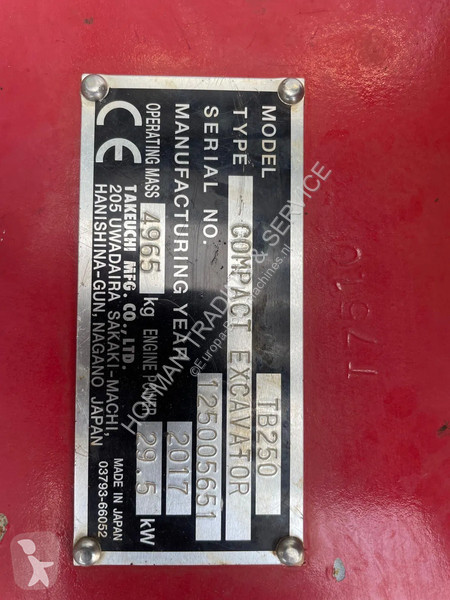 MODEL TB250
TYPE COMPACT EXCAVATOR
SERIAL NO. 125005651
MANUFACTURING YEAR 2017
OPERATING MASS 4965 kg ENGINE POWER 29.5 kW
CE
TAKEUCHI MFG. CO., LTD
205 UWADAIRA SAKAKI-MACHI,
HANISHINA-GUN. NAGANO JAPAN
MADE IN JAPAN
03793-66052
HOFMAN TRADING & SERVICE